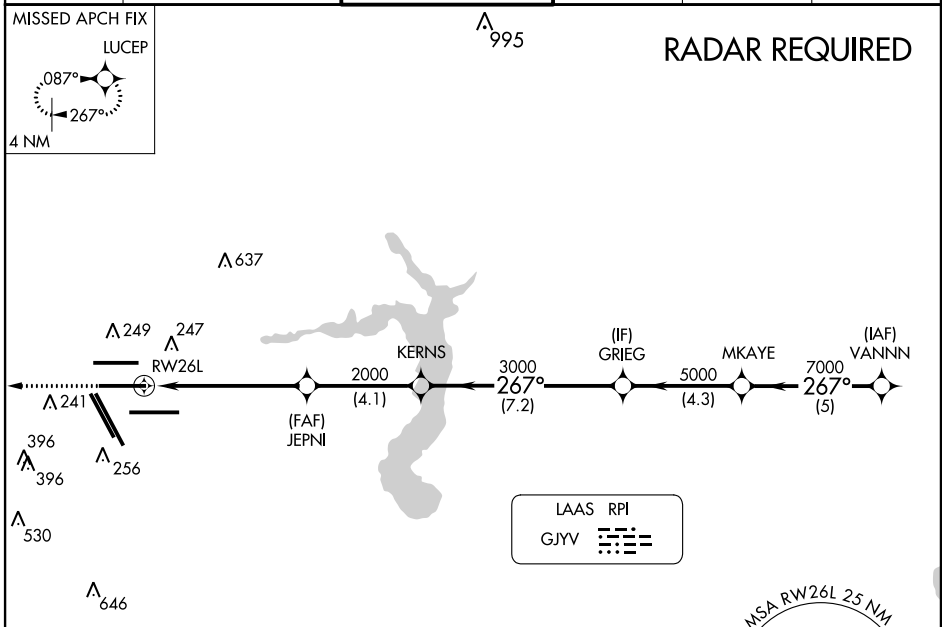 MISSED APCH FIX
LUCEP
087°
267°
4 NM
995
RADAR REQUIRED
637
249
247
RW26L
241
396
396
256
530
646
KERNS
(IF)
GRIEG
MKAYE
(IAF)
VANNN
2000
(4.1)
3000
267°
(7.2)
5000
(4.3)
7000
267°
(5)
(FAF)
JEPNI
LAAS RPI
GJYV
MSA RW26L 25 NM